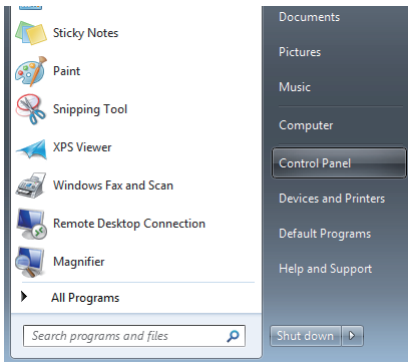 Sticky Notes
Paint
Snipping Tool
XPS Viewer
Windows Fax and Scan
Remote Desktop Connection
Magnifier
All Programs
Search programs and files
Documents
Pictures
Music
Computer
Control Panel
Devices and Printers
Default Programs
Help and Support
Shut down